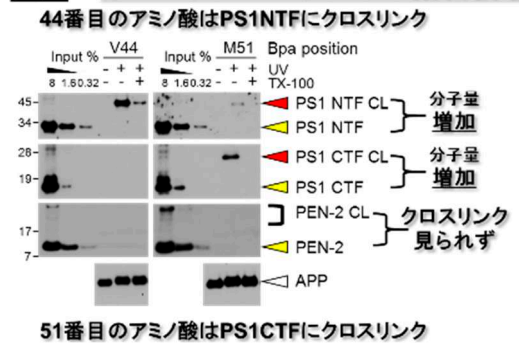 44番目のアミノ酸はPS1NTFにクロスリンク
Input % V44 Input % M51 Bpa position
- + + - + + UV
8 1.6 0.32 - - + 8 1.6 0.32 - - + TX-100
45 PS1 NTF CL 分子量
増加
34 PS1 NTF
26 PS1 CTF CL 分子量
増加
19 PS1 CTF
PEN-2 CL クロスリンク
見られず
17
7 PEN-2
APP
51番目のアミノ酸はPS1CTFにクロスリンク